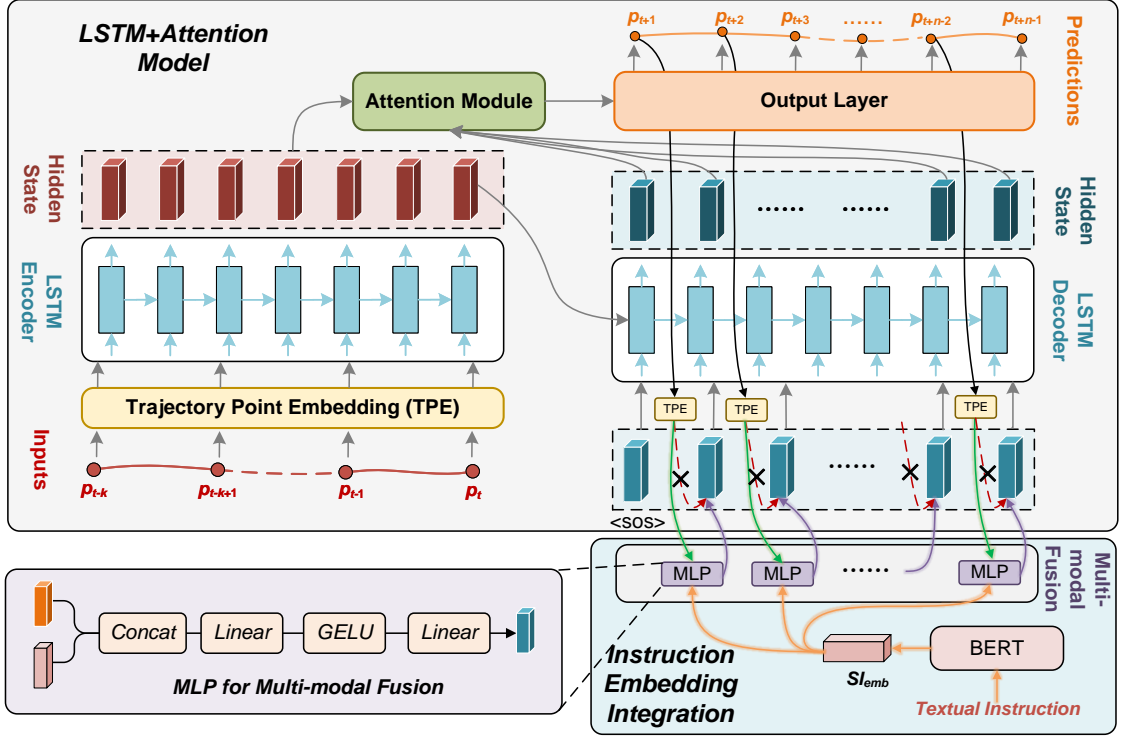 LSTM+Attention
Model
p_{t+1}
p_{t+2}
p_{t+3}
......
p_{t+n-2}
p_{t+n-1}
Predictions
Attention Module
Output Layer
Hidden
State
Hidden
State
......
......
LSTM
Encoder
LSTM
Decoder
Trajectory Point Embedding (TPE)
TPE
TPE
TPE
Inputs
p_{t-k}
p_{t-k+1}
p_{t-1}
p_t
......
<SOS>
MLP
MLP
......
MLP
Multi-
modal
Fusion
Concat
Linear
GELU
Linear
MLP for Multi-modal Fusion
Instruction
Embedding
Integration
SI_{emb}
BERT
Textual Instruction